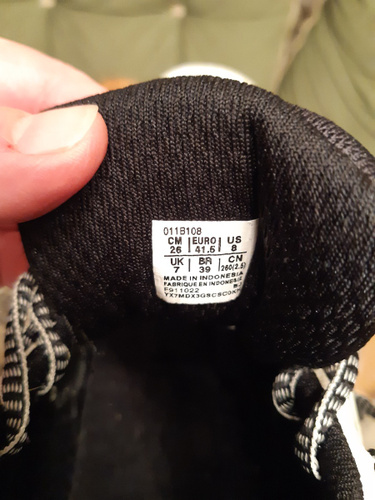 011B108
CM EURO US
26 41.5 8
UK BR CN
7 39 260(2.5)
MADE IN INDONESIA
FABRIQUE EN INDONESIE
F911022